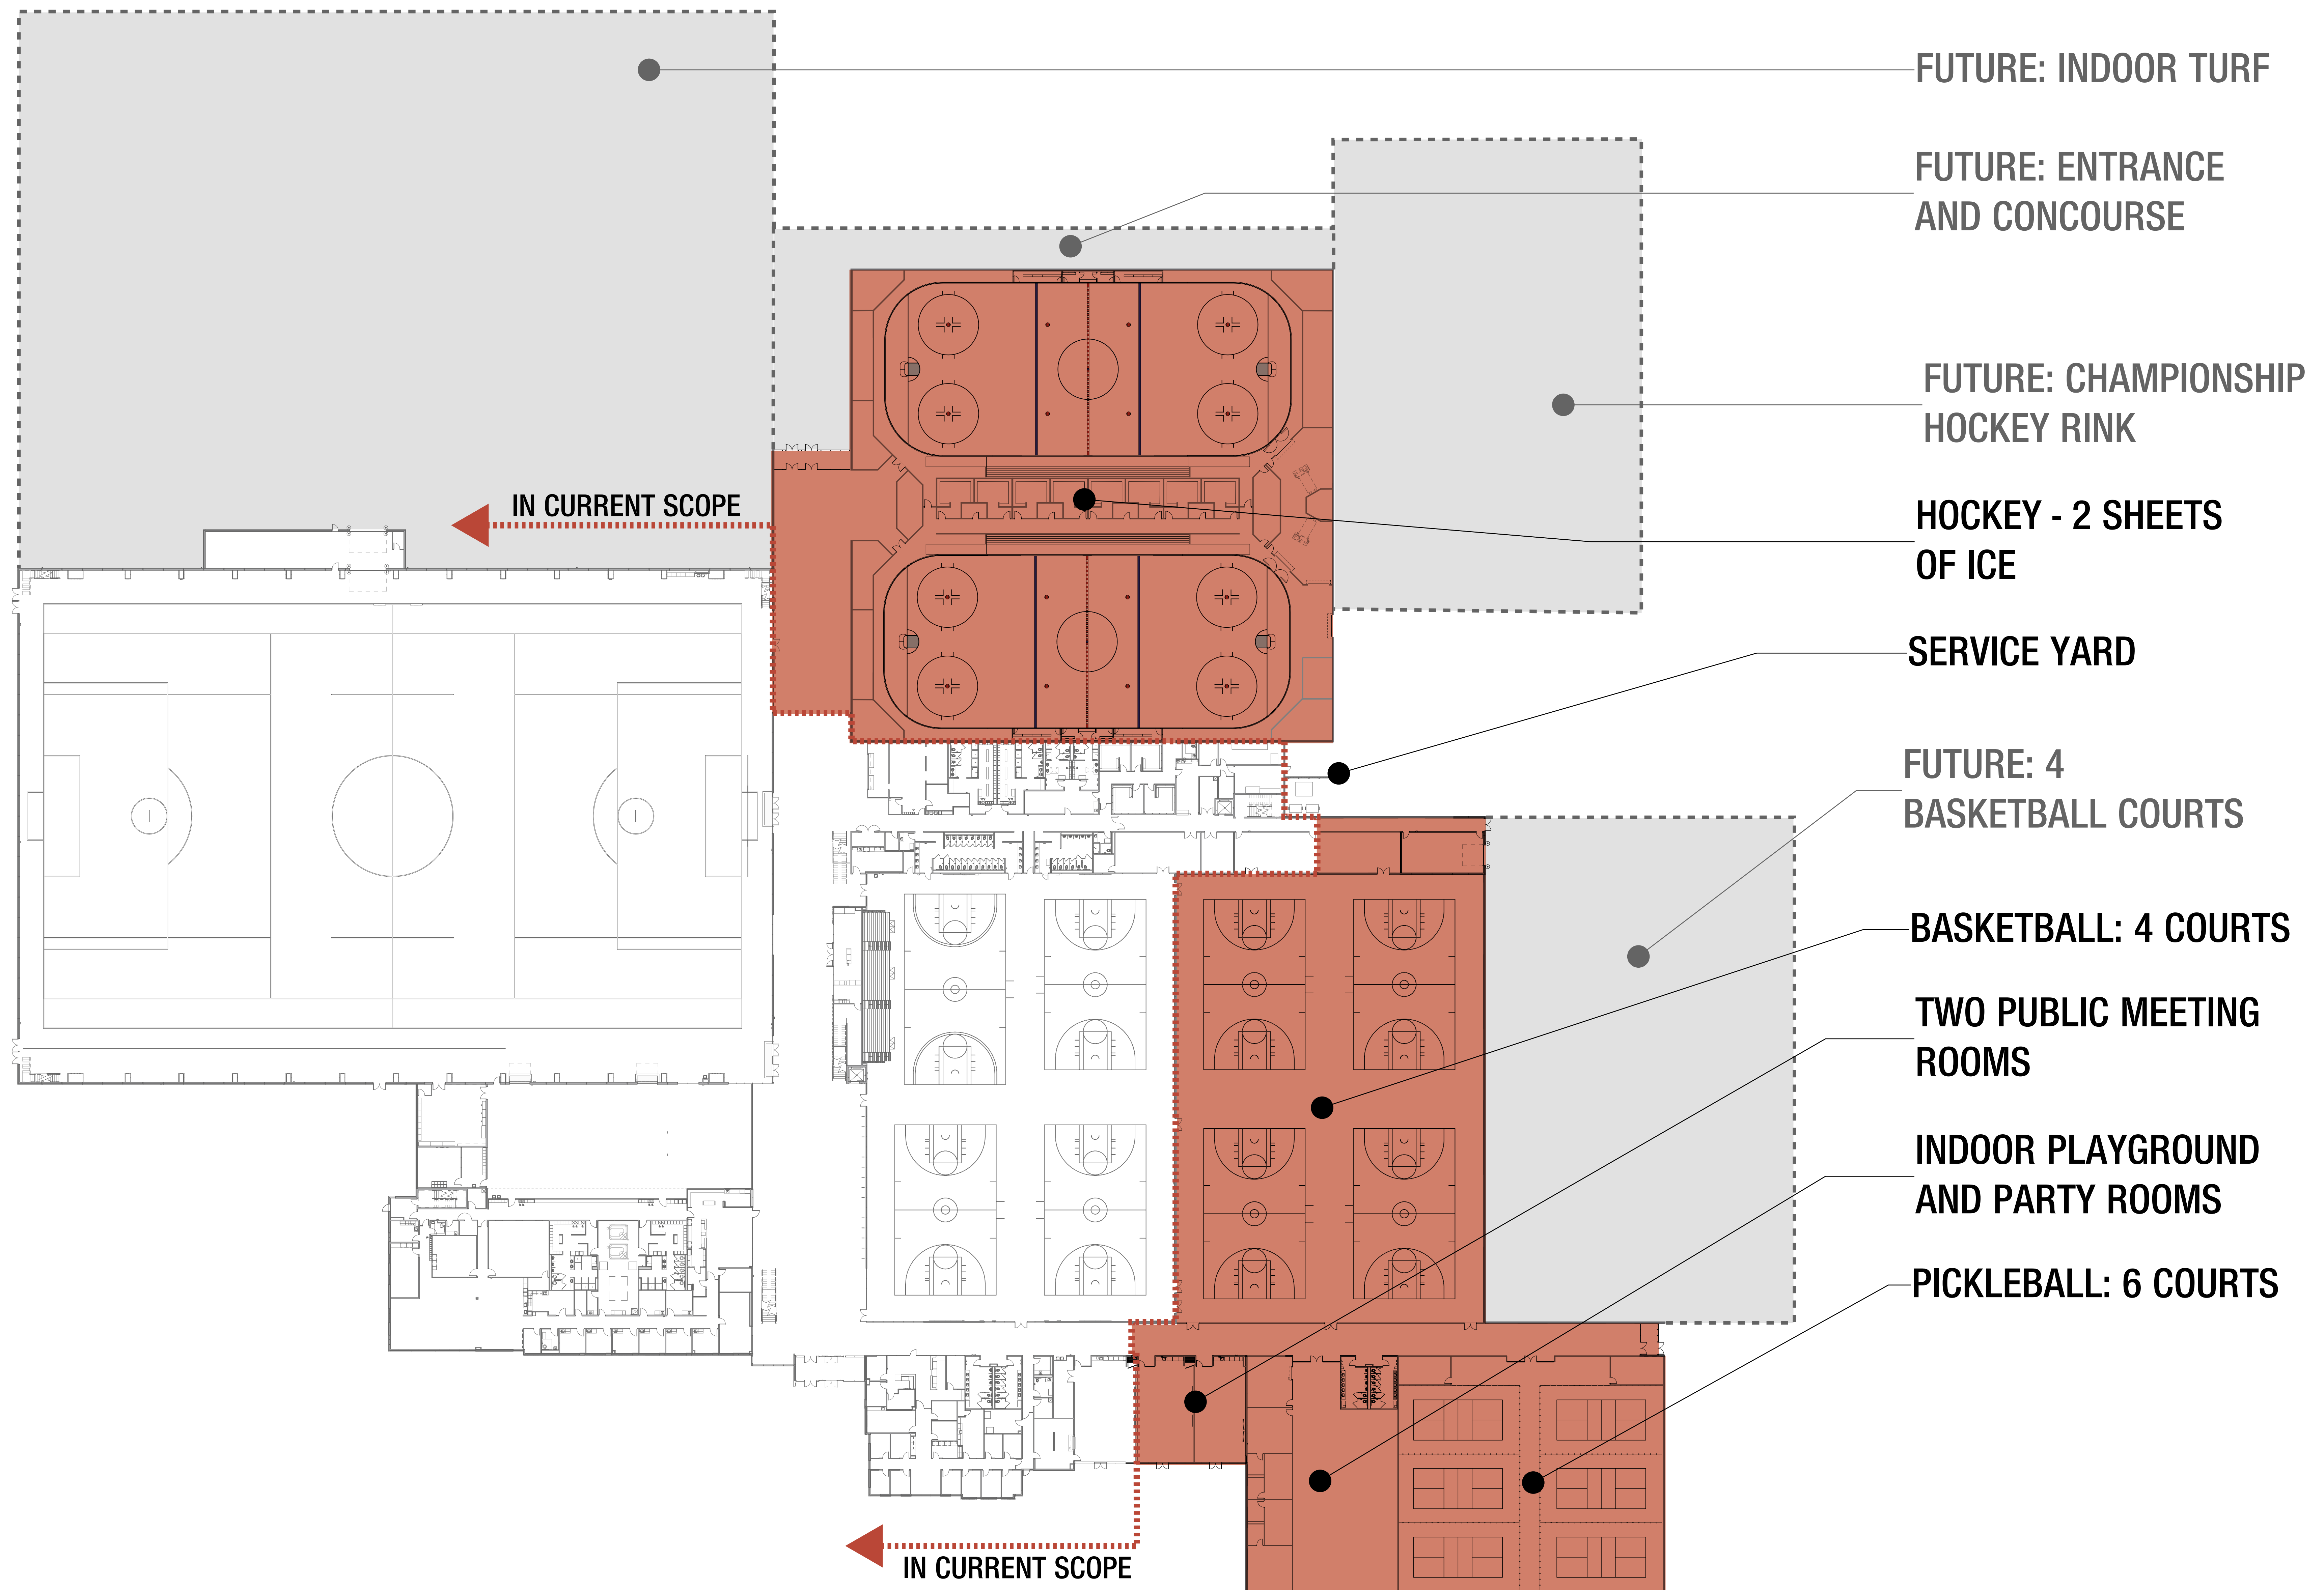 FUTURE: INDOOR TURF
FUTURE: ENTRANCE
AND CONCOURSE
FUTURE: CHAMPIONSHIP
HOCKEY RINK
IN CURRENT SCOPE
HOCKEY - 2 SHEETS
OF ICE
SERVICE YARD
FUTURE: 4
BASKETBALL COURTS
BASKETBALL: 4 COURTS
TWO PUBLIC MEETING
ROOMS
INDOOR PLAYGROUND
AND PARTY ROOMS
PICKLEBALL: 6 COURTS
IN CURRENT SCOPE